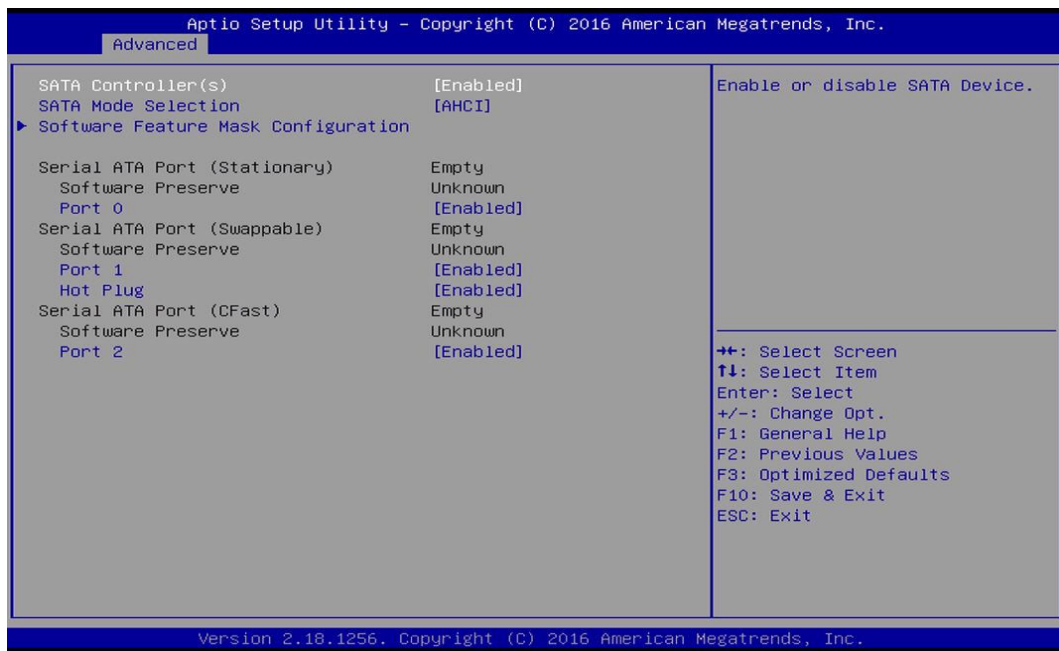 Aptio Setup Utility – Copyright (C) 2016 American Megatrends, Inc.
Advanced
SATA Controller(s) [Enabled]
SATA Mode Selection [AHCI]
▶ Software Feature Mask Configuration
Serial ATA Port (Stationary) Empty
Software Preserve Unknown
Port 0 [Enabled]
Serial ATA Port (Swappable) Empty
Software Preserve Unknown
Port 1 [Enabled]
Hot Plug [Enabled]
Serial ATA Port (CFast) Empty
Software Preserve Unknown
Port 2 [Enabled]
Enable or disable SATA Device.
→←: Select Screen
↑↓: Select Item
Enter: Select
+/-: Change Opt.
F1: General Help
F2: Previous Values
F3: Optimized Defaults
F10: Save & Exit
ESC: Exit
Version 2.18.1256. Copyright (C) 2016 American Megatrends, Inc.